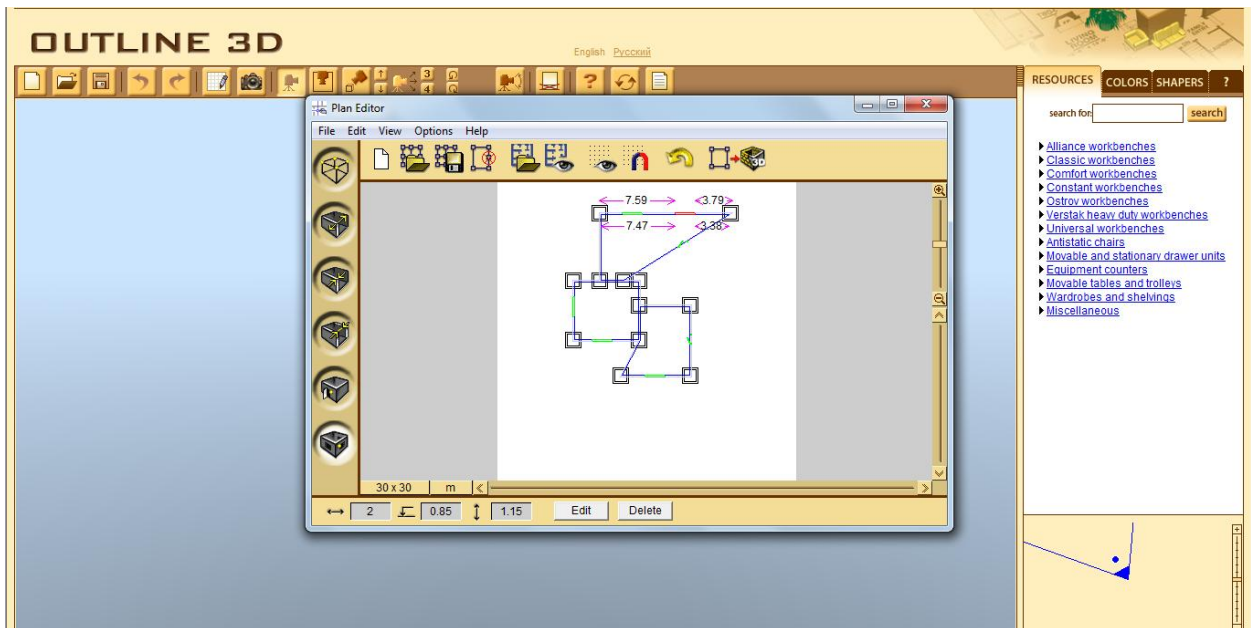 OUTLINE 3D
English Русский
3
4
?
RESOURCES COLORS SHAPERS ?
search for: search
Alliance workbenches
Classic workbenches
Comfort workbenches
Constant workbenches
Ostrov workbenches
Verstak heavy duty workbenches
Universal workbenches
Antistatic chairs
Movable and stationary drawer units
Equipment counters
Movable tables and trolleys
Wardrobes and shelvings
Miscellaneous
Plan Editor
File Edit View Options Help
3D
7.59 3.79
7.47 3.38
30 x 30 m
2 0.85 1.15 Edit Delete